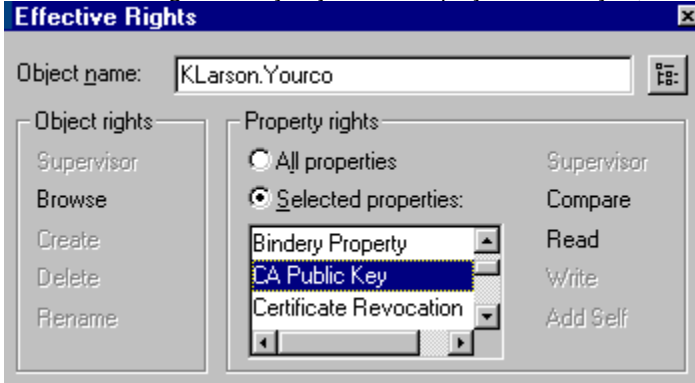 Effective Rights
Object name: KLarson.Yourco
Object rights
Supervisor
Browse
Create
Delete
Rename
Property rights
All properties
Selected properties:
Bindery Property
CA Public Key
Certificate Revocation
Supervisor
Compare
Read
Write
Add Self